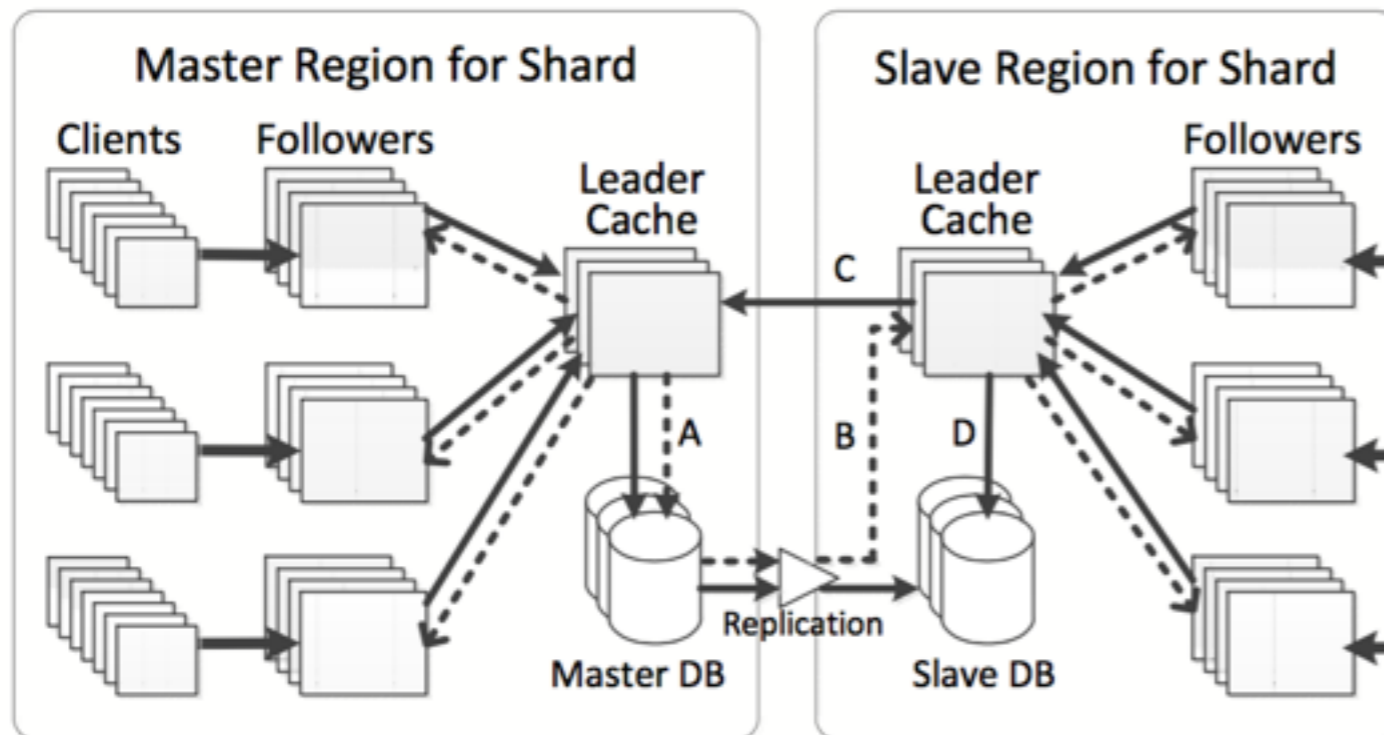 Master Region for Shard
Slave Region for Shard
Clients
Followers
Leader
Cache
Leader
Cache
Followers
C
A
B
D
Replication
Master DB
Slave DB